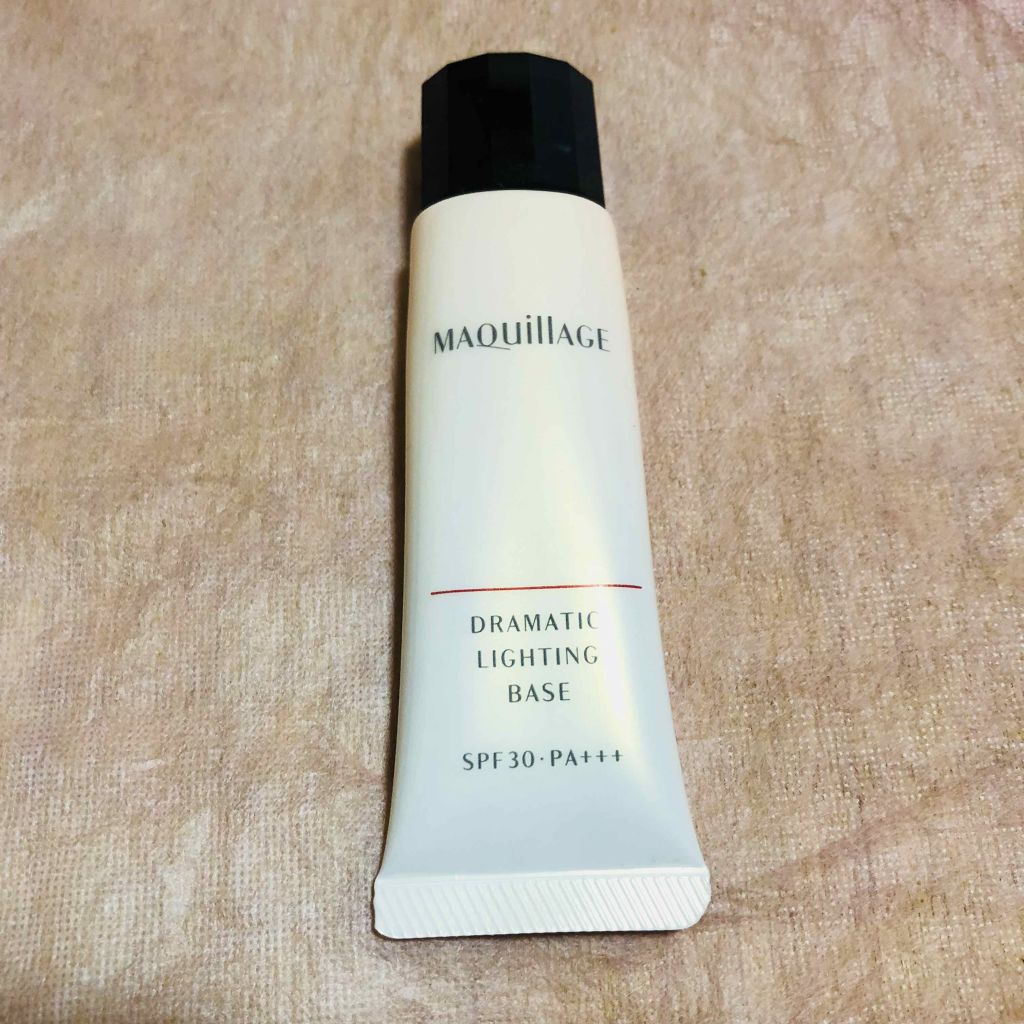 MAQuillAGE
DRAMATIC
LIGHTING
BASE
SPF30·PA+++